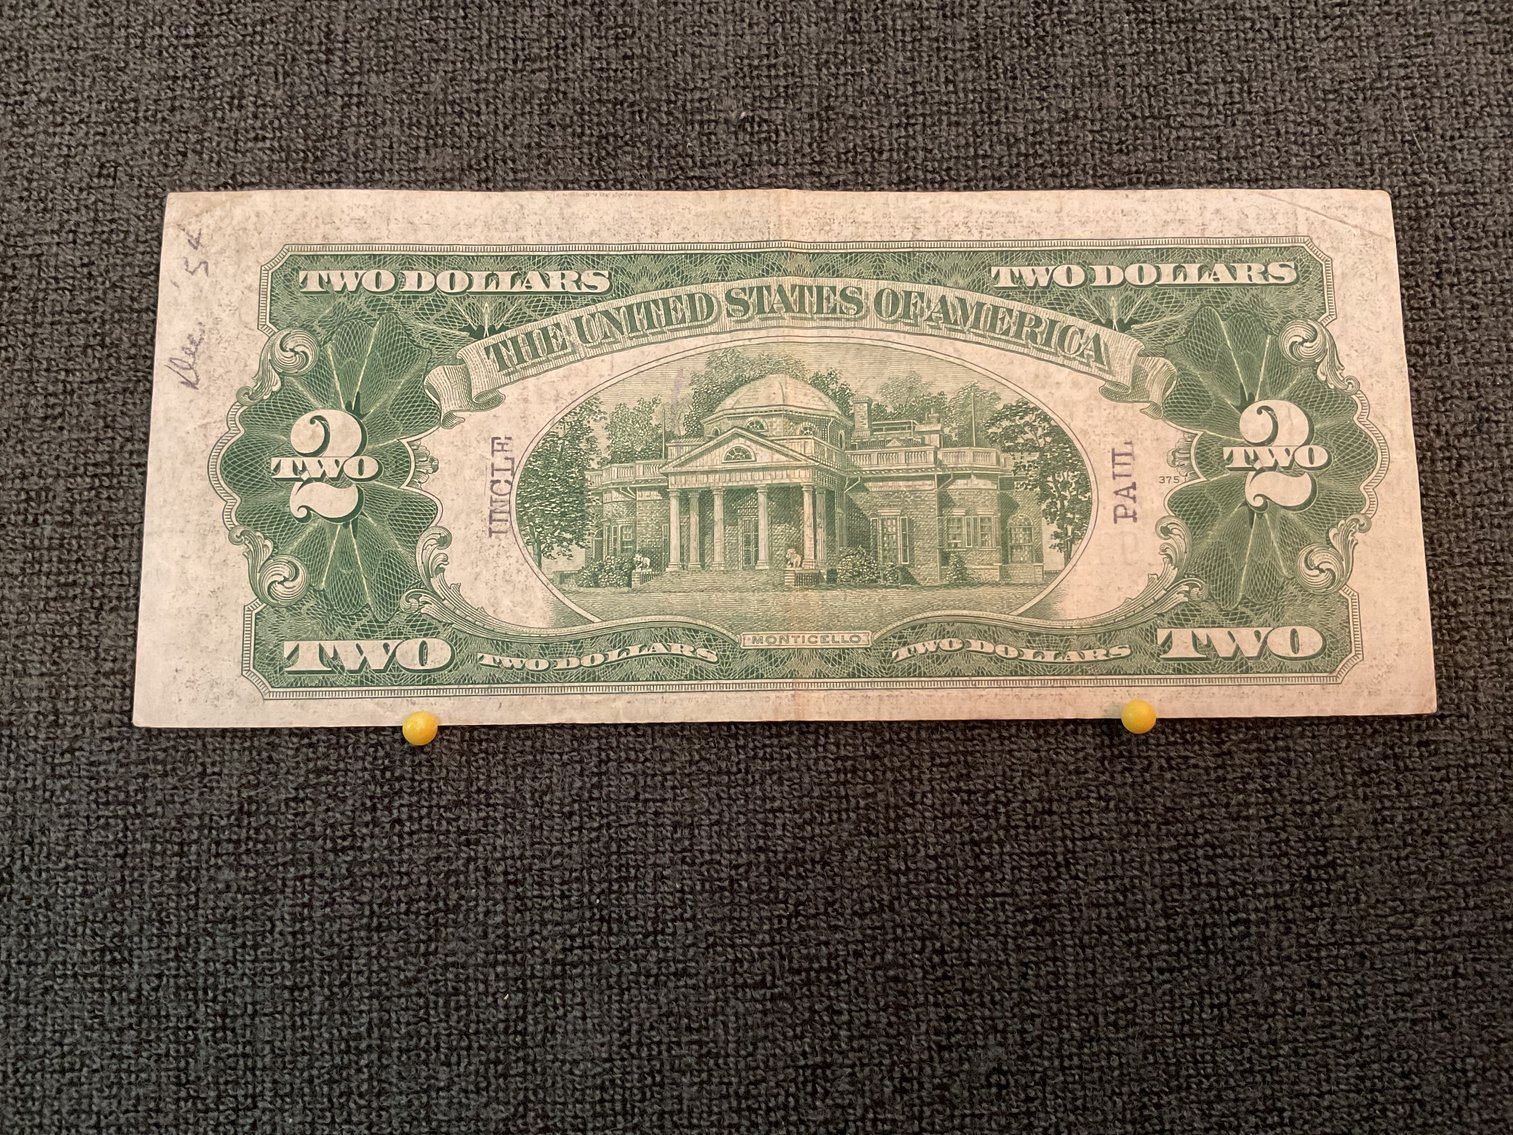 Dec. '54
TWO DOLLARS TWO DOLLARS
THE UNITED STATES OF AMERICA
2 2
TWO TWO
UNCLE
PAUL
375
MONTICELLO
TWO TWO DOLLARS TWO DOLLARS TWO